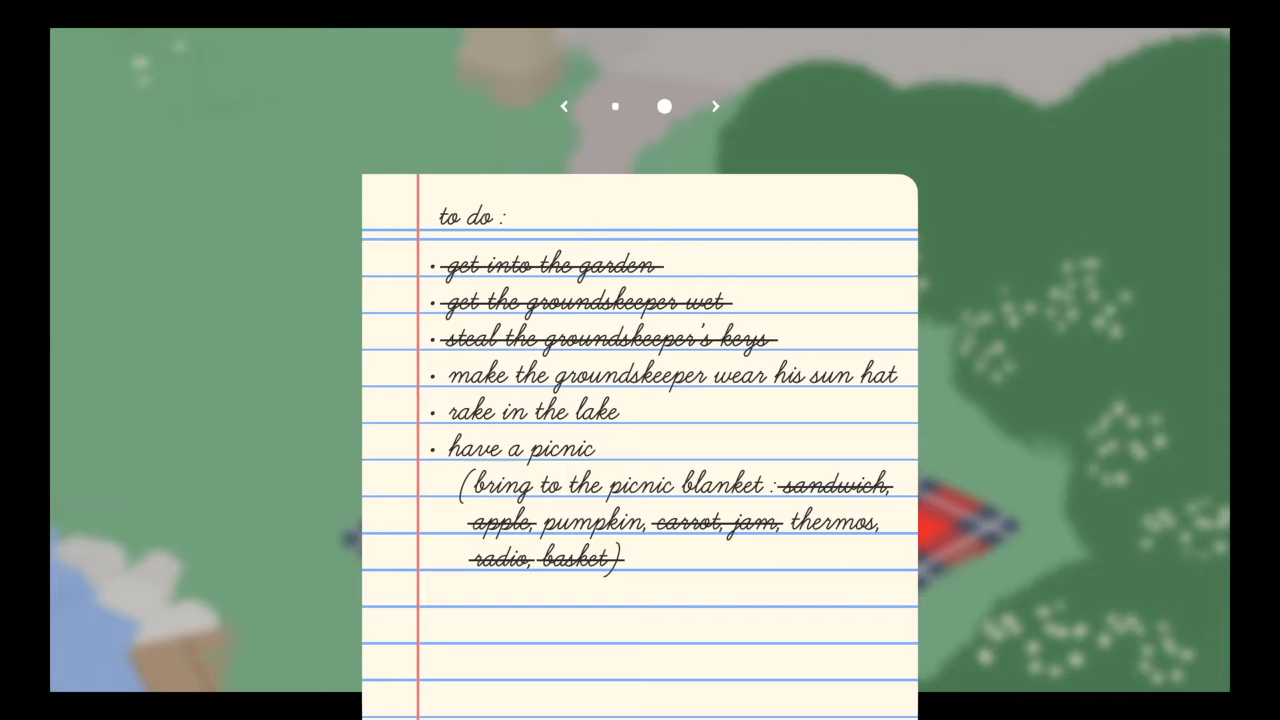 to do :
• get into the garden
• get the groundskeeper wet
• steal the groundskeeper's keys
• make the groundskeeper wear his sun hat
• rake in the lake
• have a picnic
(bring to the picnic blanket : sandwich,
apple, pumpkin, carrot, jam, thermos,
radio, basket)